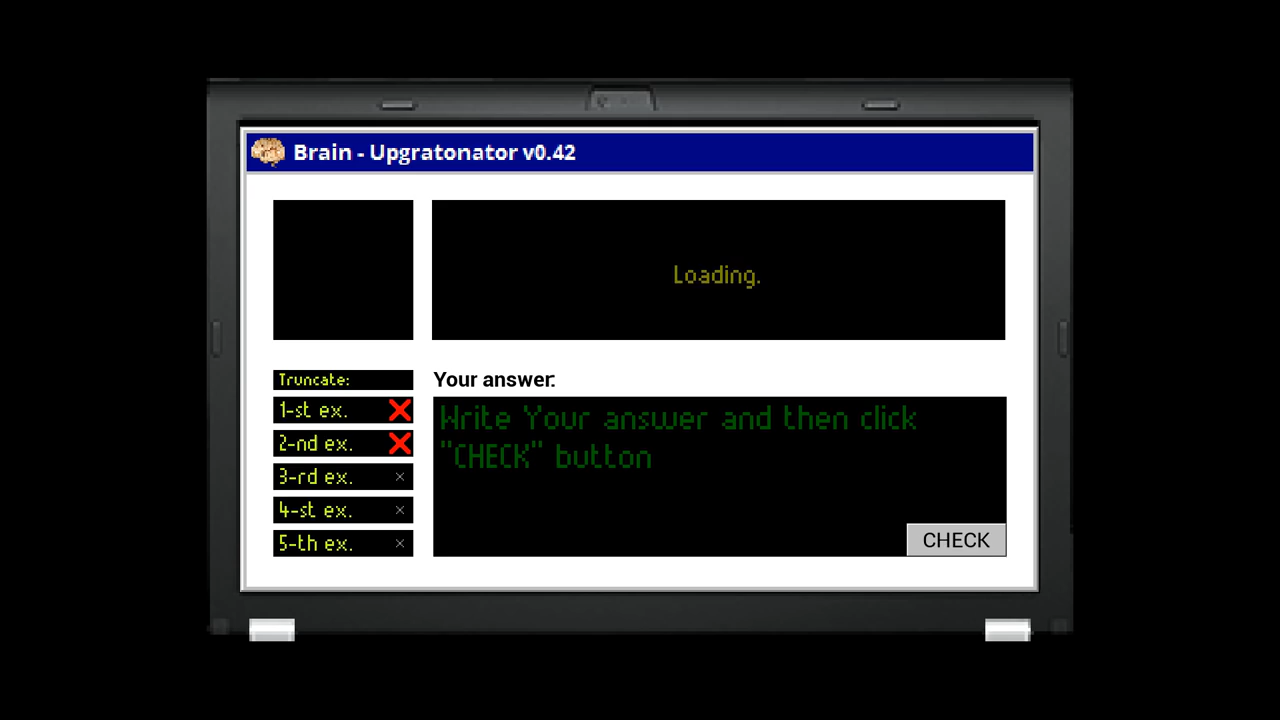 Brain - Upgratonator v0.42
Loading.
Truncate:
1-st ex.
2-nd ex.
3-rd ex.
4-st ex.
5-th ex.
Your answer:
Write Your answer and then click
"CHECK" button
CHECK